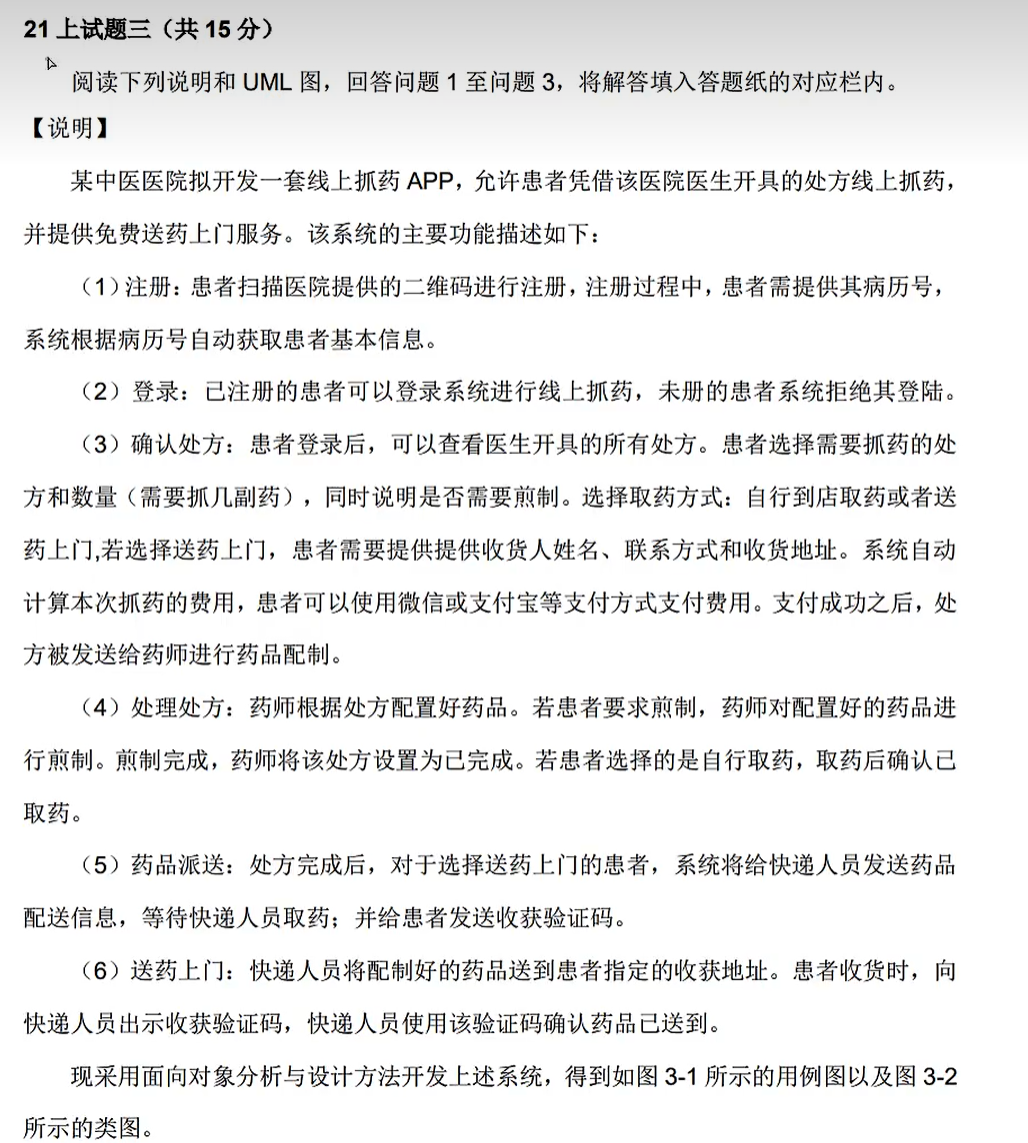 21 上试题三（共 15 分）
阅读下列说明和 UML 图，回答问题 1 至问题 3，将解答填入答题纸的对应栏内。
【说明】
某中医医院拟开发一套线上抓药 APP，允许患者凭借该医院医生开具的处方线上抓药，
并提供免费送药上门服务。该系统的主要功能描述如下：
（1）注册：患者扫描医院提供的二维码进行注册，注册过程中，患者需提供其病历号，
系统根据病历号自动获取患者基本信息。
（2）登录：已注册的患者可以登录系统进行线上抓药，未册的患者系统拒绝其登陆。
（3）确认处方：患者登录后，可以查看医生开具的所有处方。患者选择需要抓药的处
方和数量（需要抓几副药），同时说明是否需要煎制。选择取药方式：自行到店取药或者送
药上门,若选择送药上门，患者需要提供提供收货人姓名、联系方式和收货地址。系统自动
计算本次抓药的费用，患者可以使用微信或支付宝等支付方式支付费用。支付成功之后，处
方被发送给药师进行药品配制。
（4）处理处方：药师根据处方配置好药品。若患者要求煎制，药师对配置好的药品进
行煎制。煎制完成，药师将该处方设置为已完成。若患者选择的是自行取药，取药后确认已
取药。
（5）药品派送：处方完成后，对于选择送药上门的患者，系统将给快递人员发送药品
配送信息，等待快递人员取药；并给患者发送收获验证码。
（6）送药上门：快递人员将配制好的药品送到患者指定的收获地址。患者收货时，向
快递人员出示收获验证码，快递人员使用该验证码确认药品已送到。
现采用面向对象分析与设计方法开发上述系统，得到如图 3-1 所示的用例图以及图 3-2
所示的类图。